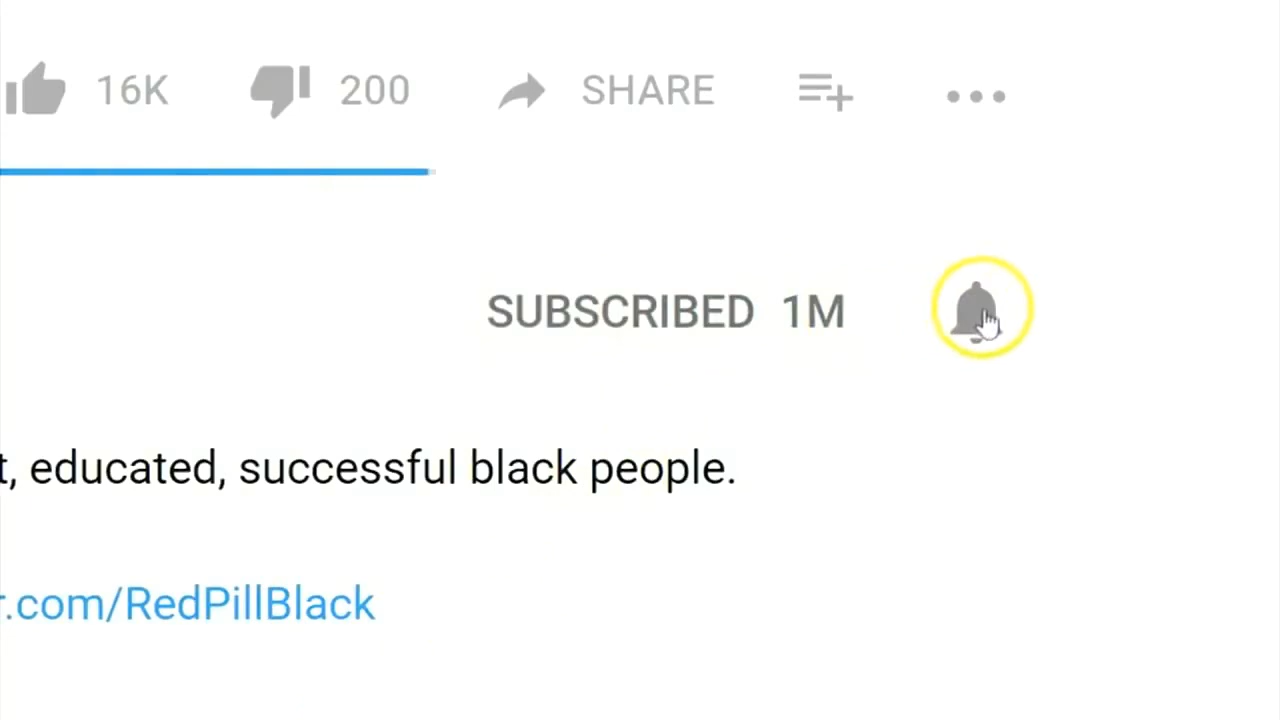 16K 200 SHARE
SUBSCRIBED 1M
educated, successful black people.
.com/RedPillBlack